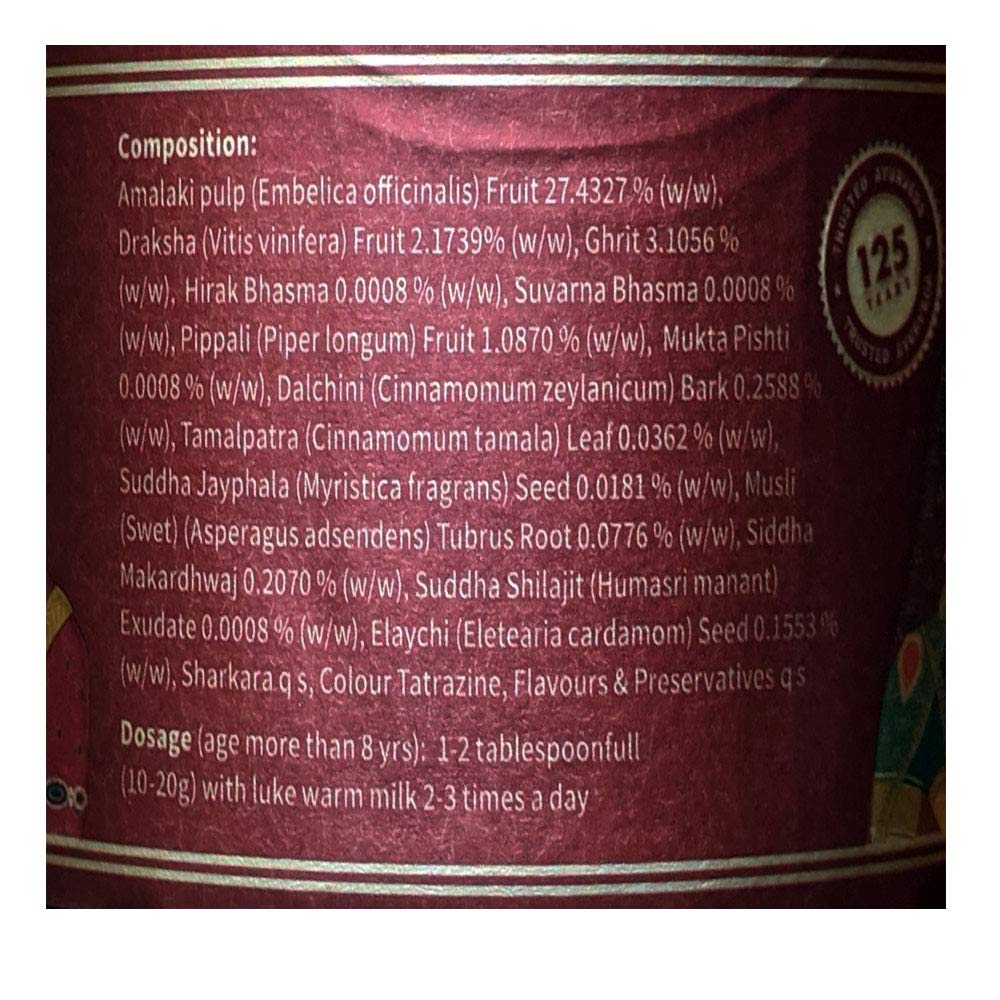 Composition:
Amalaki pulp (Embelica officinalis) Fruit 27.4327 % (w/w),
Draksha (Vitis vinifera) Fruit 2.1739% (w/w), Ghrit 3.1056 %
(w/w), Hirak Bhasma 0.0008 % (w/w), Suvarna Bhasma 0.0008 %
(w/w), Pippali (Piper longum) Fruit 1.0870 % (w/w), Mukta Pishti
0.0008 % (w/w), Dalchini (Cinnamomum zeylanicum) Bark 0.2588 %
(w/w), Tamalpatra (Cinnamomum tamala) Leaf 0.0362 % (w/w),
Suddha Jayphala (Myristica fragrans) Seed 0.0181 % (w/w), Musli
(Swet) (Asperagus adsendens) Tubrus Root 0.0776 % (w/w), Siddha
Makardhwaj 0.2070 % (w/w), Suddha Shilajit (Humasri manant)
Exudate 0.0008 % (w/w), Elaychi (Eletearia cardamom) Seed 0.1553 %
(w/w), Sharkara q s, Colour Tatrazine, Flavours & Preservatives q s
Dosage (age more than 8 yrs): 1-2 tablespoonfull
(10-20g) with luke warm milk 2-3 times a day
TRUSTED AYURVEDA
125
YEARS
TRUSTED AYURVEDA